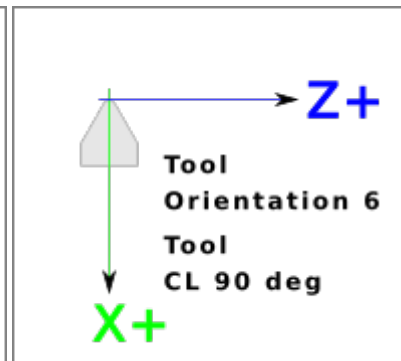 Z+
Tool
Orientation 6
Tool
CL 90 deg
X+